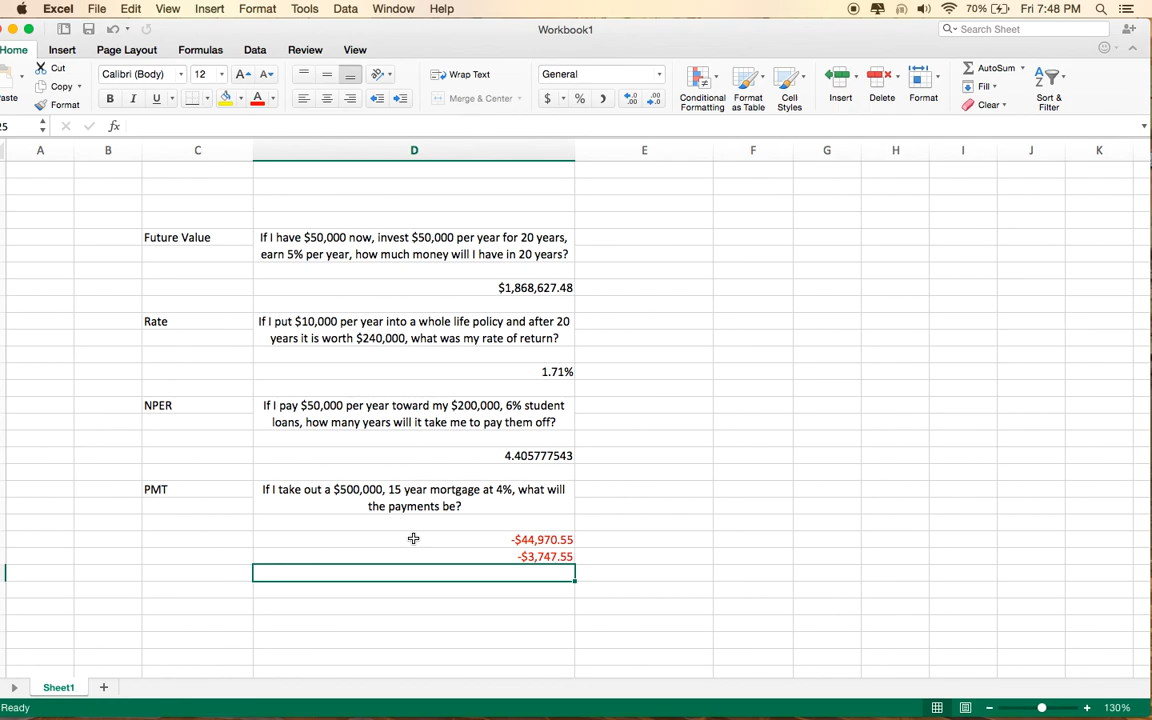 Excel File Edit View Insert Format Tools Data Window Help 70% Fri 7:48 PM
Workbook1
Search Sheet
Home Insert Page Layout Formulas Data Review View
Cut
Copy
Format
Calibri (Body) 12 A A
B I U A
Wrap Text
Merge & Center
General
$ %
Conditional Formatting
Format as Table
Cell Styles
Insert
Delete
Format
AutoSum
Fill
Clear
Sort & Filter
fx
A B C D E F G H I J K
Future Value
If I have $50,000 now, invest $50,000 per year for 20 years,
earn 5% per year, how much money will I have in 20 years?
$1,868,627.48
Rate
If I put $10,000 per year into a whole life policy and after 20
years it is worth $240,000, what was my rate of return?
1.71%
NPER
If I pay $50,000 per year toward my $200,000, 6% student
loans, how many years will it take me to pay them off?
4.405777543
PMT
If I take out a $500,000, 15 year mortgage at 4%, what will
the payments be?
-$44,970.55
-$3,747.55
Sheet1
Ready
130%